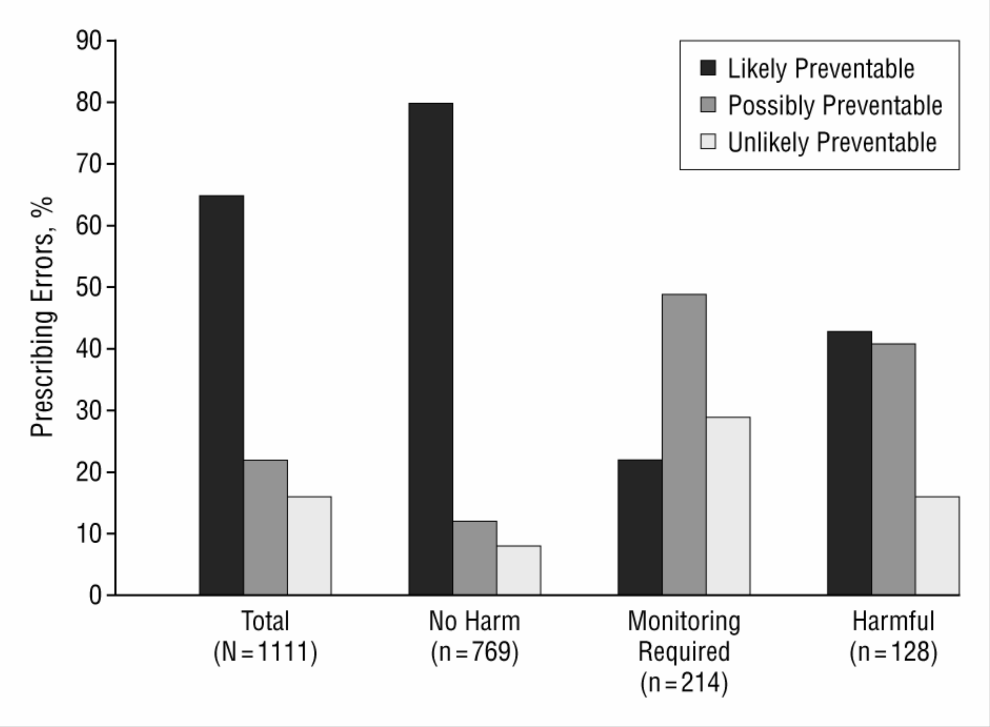 Prescribing Errors, %
90
80
70
60
50
40
30
20
10
0
Likely Preventable
Possibly Preventable
Unlikely Preventable
Total
(N=1111)
No Harm
(n=769)
Monitoring
Required
(n=214)
Harmful
(n=128)